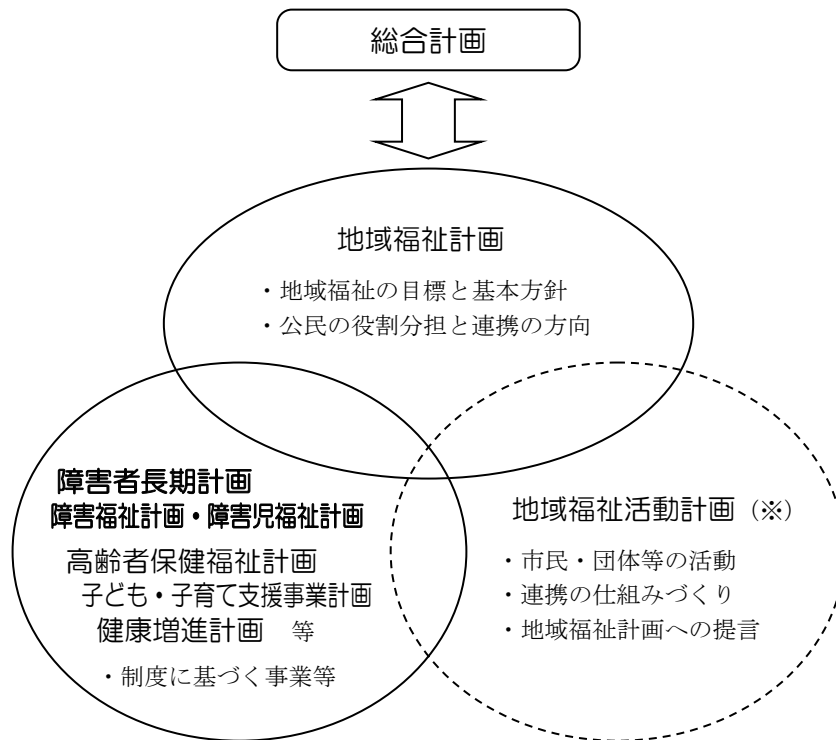 総合計画
地域福祉計画
・地域福祉の目標と基本方針
・公民の役割分担と連携の方向
障害者長期計画
障害福祉計画・障害児福祉計画
高齢者保健福祉計画
子ども・子育て支援事業計画
健康増進計画 等
・制度に基づく事業等
地域福祉活動計画（※）
・市民・団体等の活動
・連携の仕組みづくり
・地域福祉計画への提言